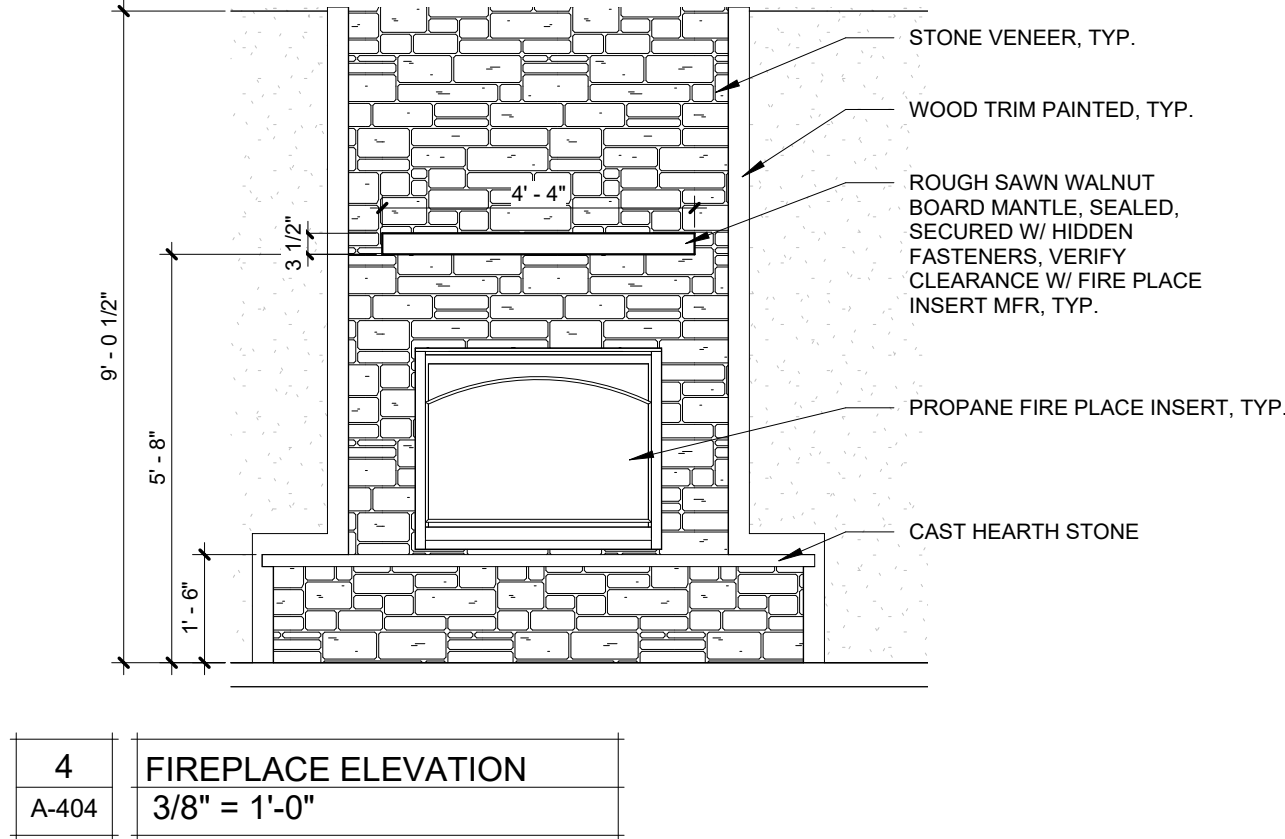 STONE VENEER, TYP.
WOOD TRIM PAINTED, TYP.
ROUGH SAWN WALNUT
BOARD MANTLE, SEALED,
SECURED W/ HIDDEN
FASTENERS, VERIFY
CLEARANCE W/ FIRE PLACE
INSERT MFR, TYP.
4' - 4"
3 1/2"
9' - 0 1/2"
5' - 8"
1' - 6"
PROPANE FIRE PLACE INSERT, TYP.
CAST HEARTH STONE
4
A-404
FIREPLACE ELEVATION
3/8" = 1'-0"